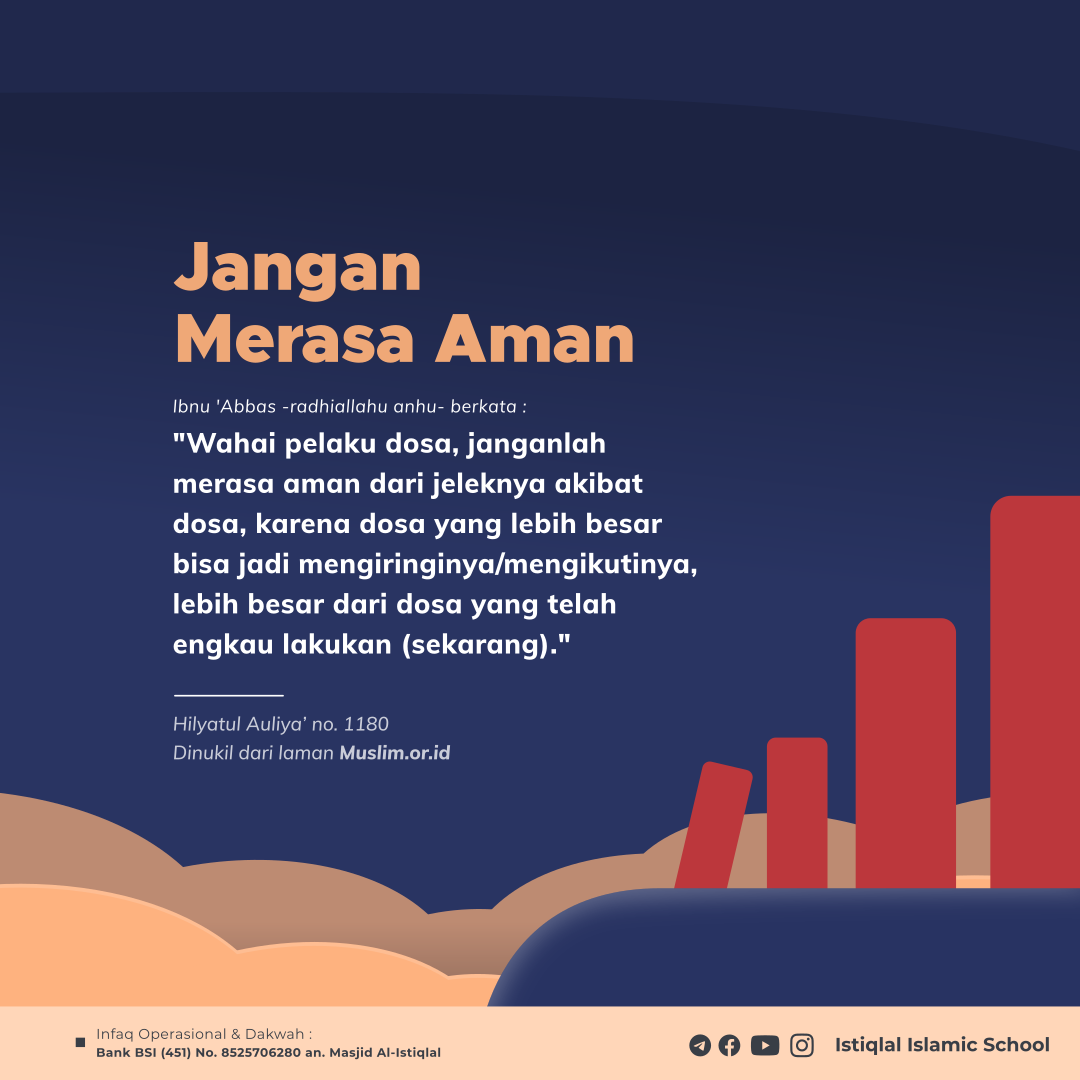 Jangan
Merasa Aman
Ibnu 'Abbas -radhiallahu anhu- berkata :
"Wahai pelaku dosa, janganlah
merasa aman dari jeleknya akibat
dosa, karena dosa yang lebih besar
bisa jadi mengiringinya/mengikutinya,
lebih besar dari dosa yang telah
engkau lakukan (sekarang)."
Hilyatul Auliya’ no. 1180
Dinukil dari laman Muslim.or.id
Infaq Operasional & Dakwah :
Bank BSI (451) No. 8525706280 an. Masjid Al-Istiqlal
Istiqlal Islamic School